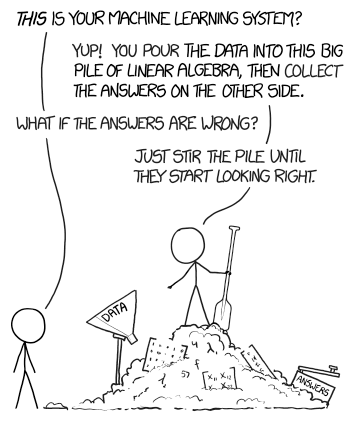 THIS IS YOUR MACHINE LEARNING SYSTEM?
YUP! YOU POUR THE DATA INTO THIS BIG
PILE OF LINEAR ALGEBRA, THEN COLLECT
THE ANSWERS ON THE OTHER SIDE.
WHAT IF THE ANSWERS ARE WRONG?
JUST STIR THE PILE UNTIL
THEY START LOOKING RIGHT.
DATA
57
ANSWERS